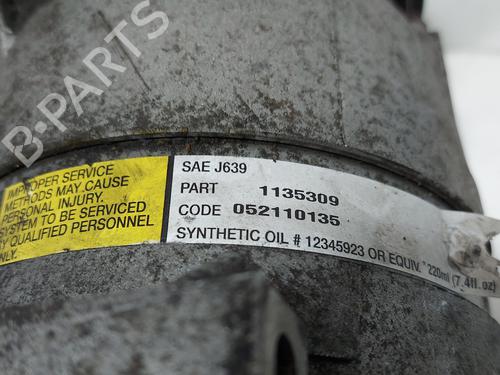 B-PARTS
IMPROPER SERVICE
METHODS MAY CAUSE
PERSONAL INJURY.
SYSTEM TO BE SERVICED
BY QUALIFIED PERSONNEL
ONLY.
SAE J639
PART 1135309
CODE 052110135
SYNTHETIC OIL # 12345923 OR EQUIV. 220ml (7.4fl.oz)